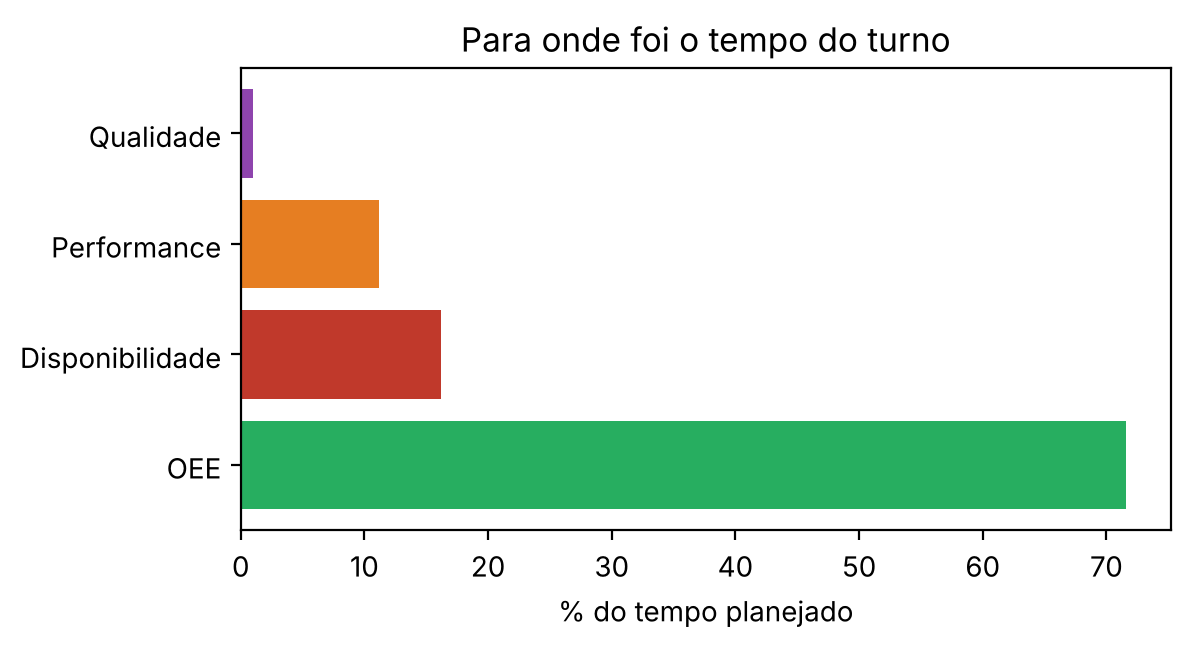 Para onde foi o tempo do turno
Qualidade
Performance
Disponibilidade
OEE
0 10 20 30 40 50 60 70
% do tempo planejado